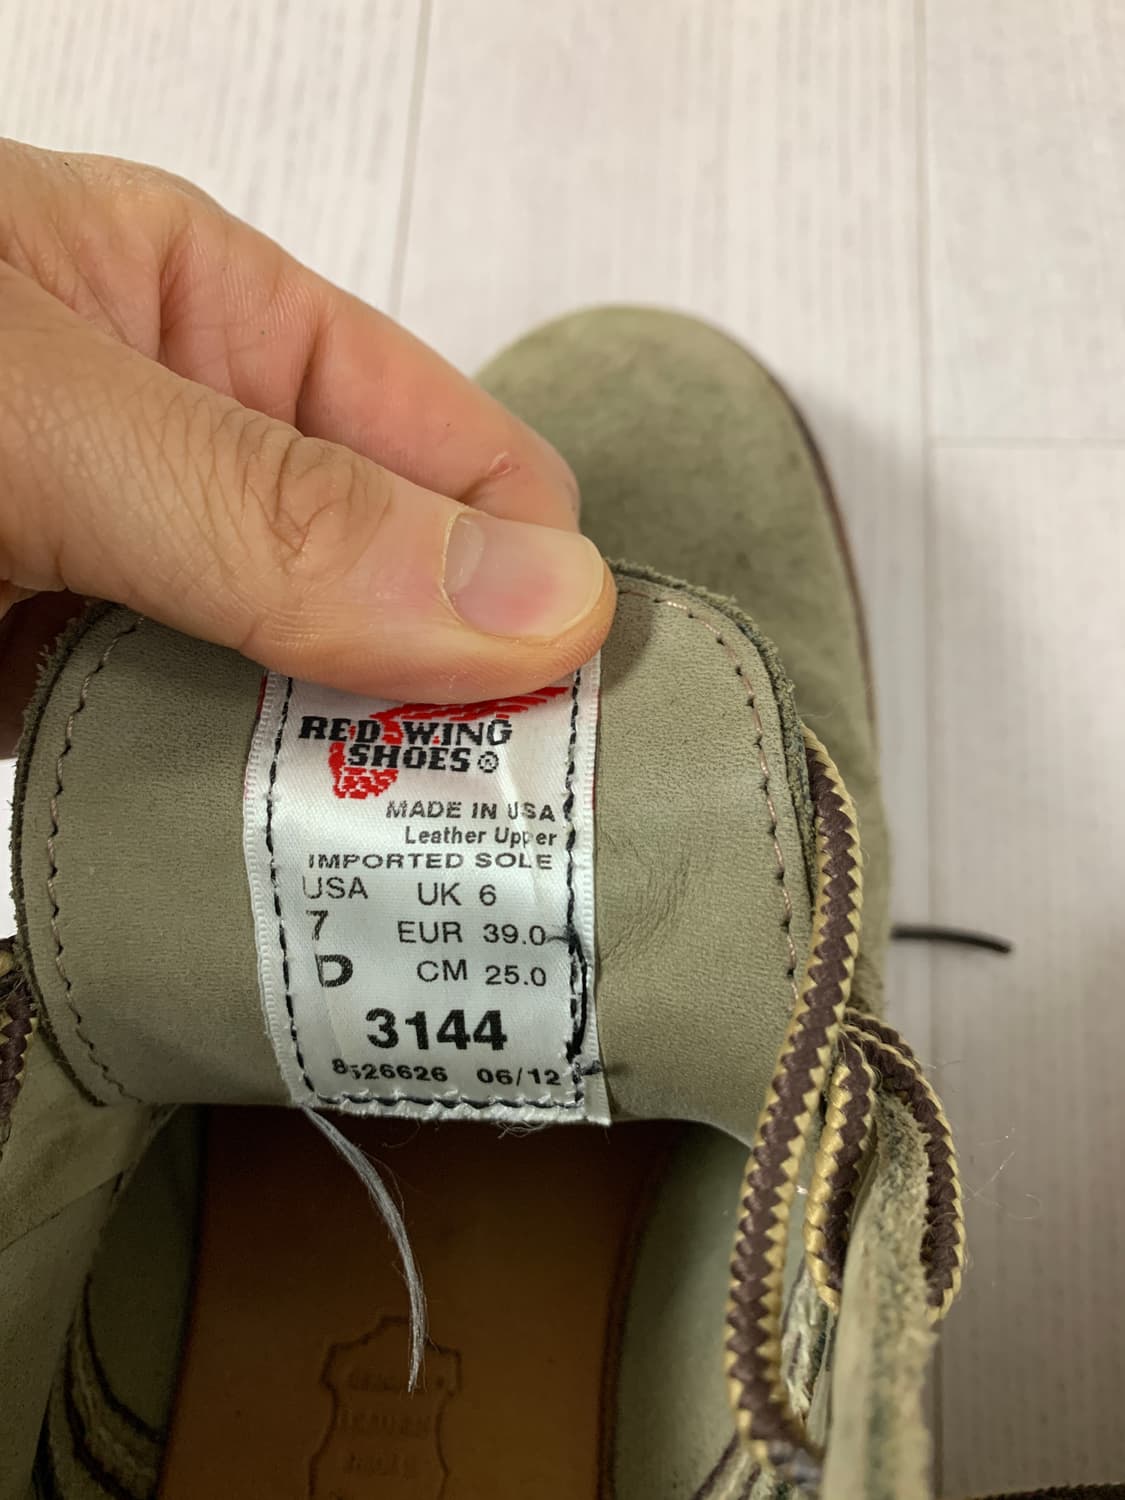 RED WING
SHOES®
MADE IN USA
Leather Upper
IMPORTED SOLE
USA UK 6
7 EUR 39.0
D CM 25.0
3144
8526626 06/12